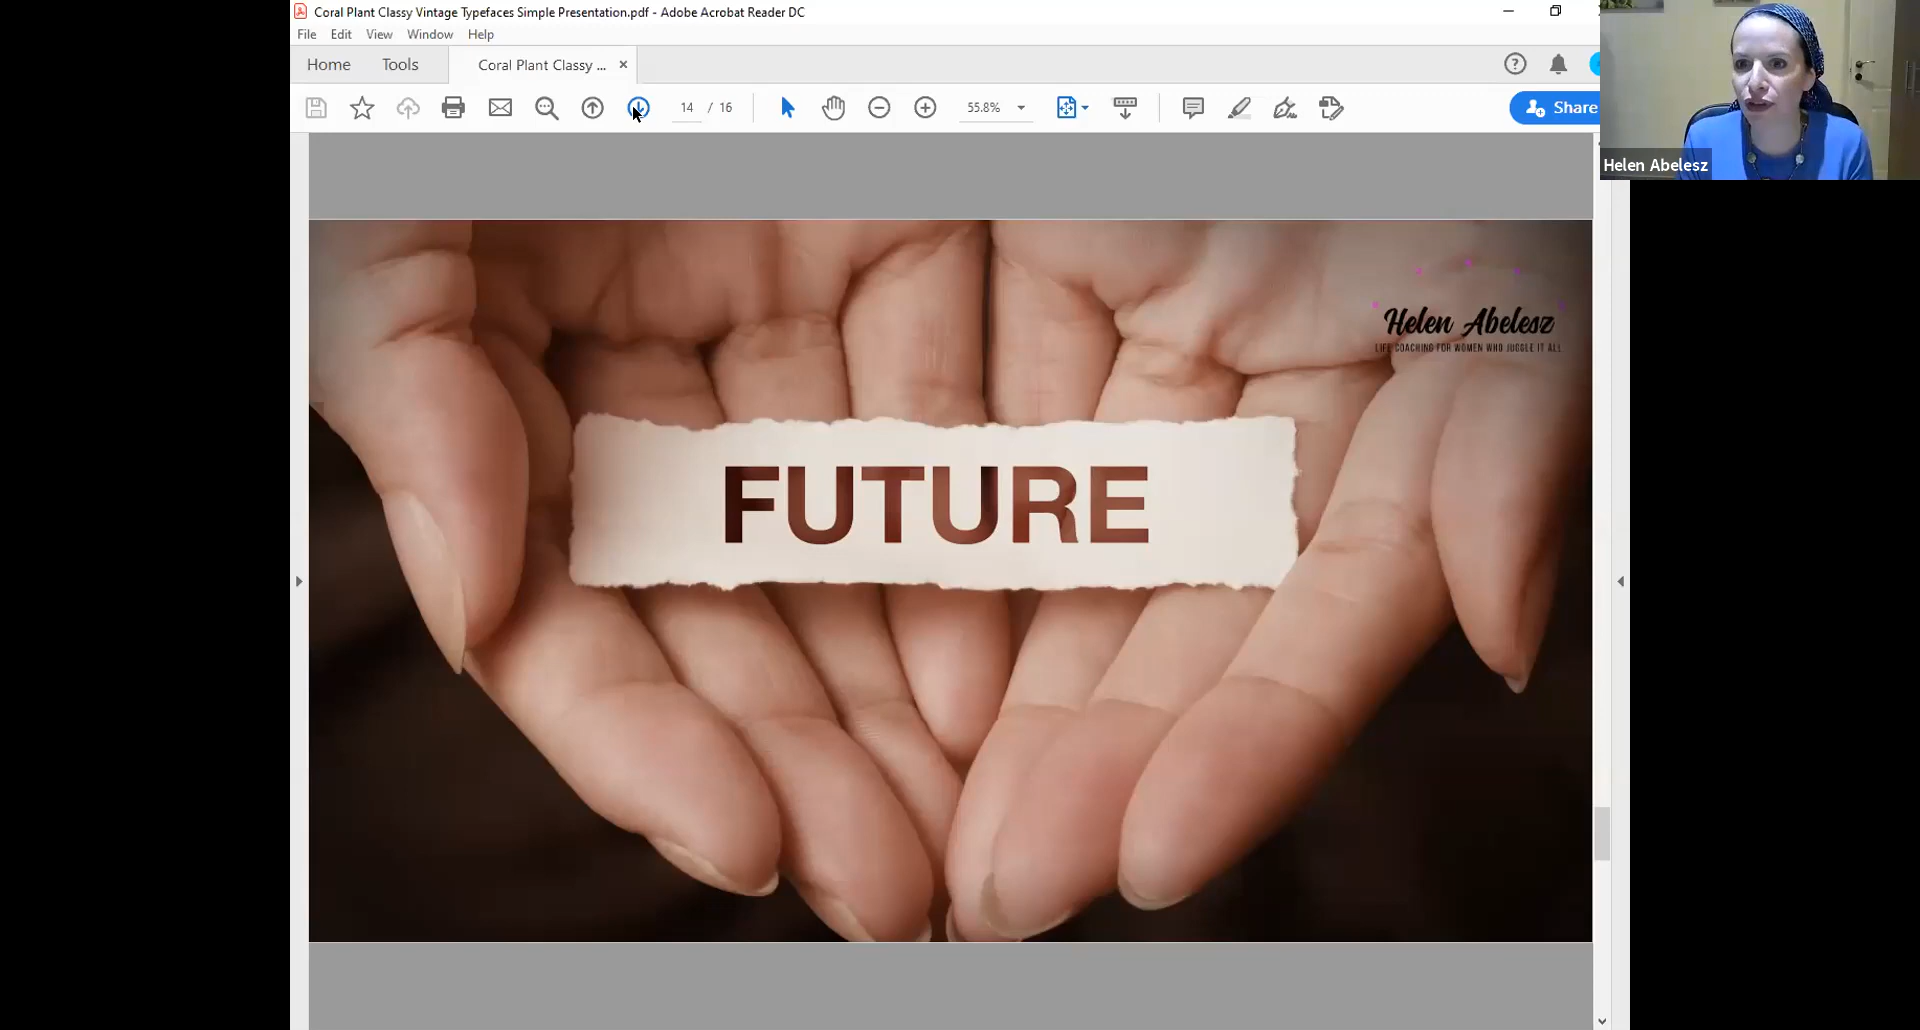 Coral Plant Classy Vintage Typefaces Simple Presentation.pdf - Adobe Acrobat Reader DC
File Edit View Window Help
Home Tools Coral Plant Classy ...
14 / 16 55.8% Share
Helen Abelesz
Helen Abelesz
LIFE COACHING FOR WOMEN WHO JUGGLE IT ALL
FUTURE